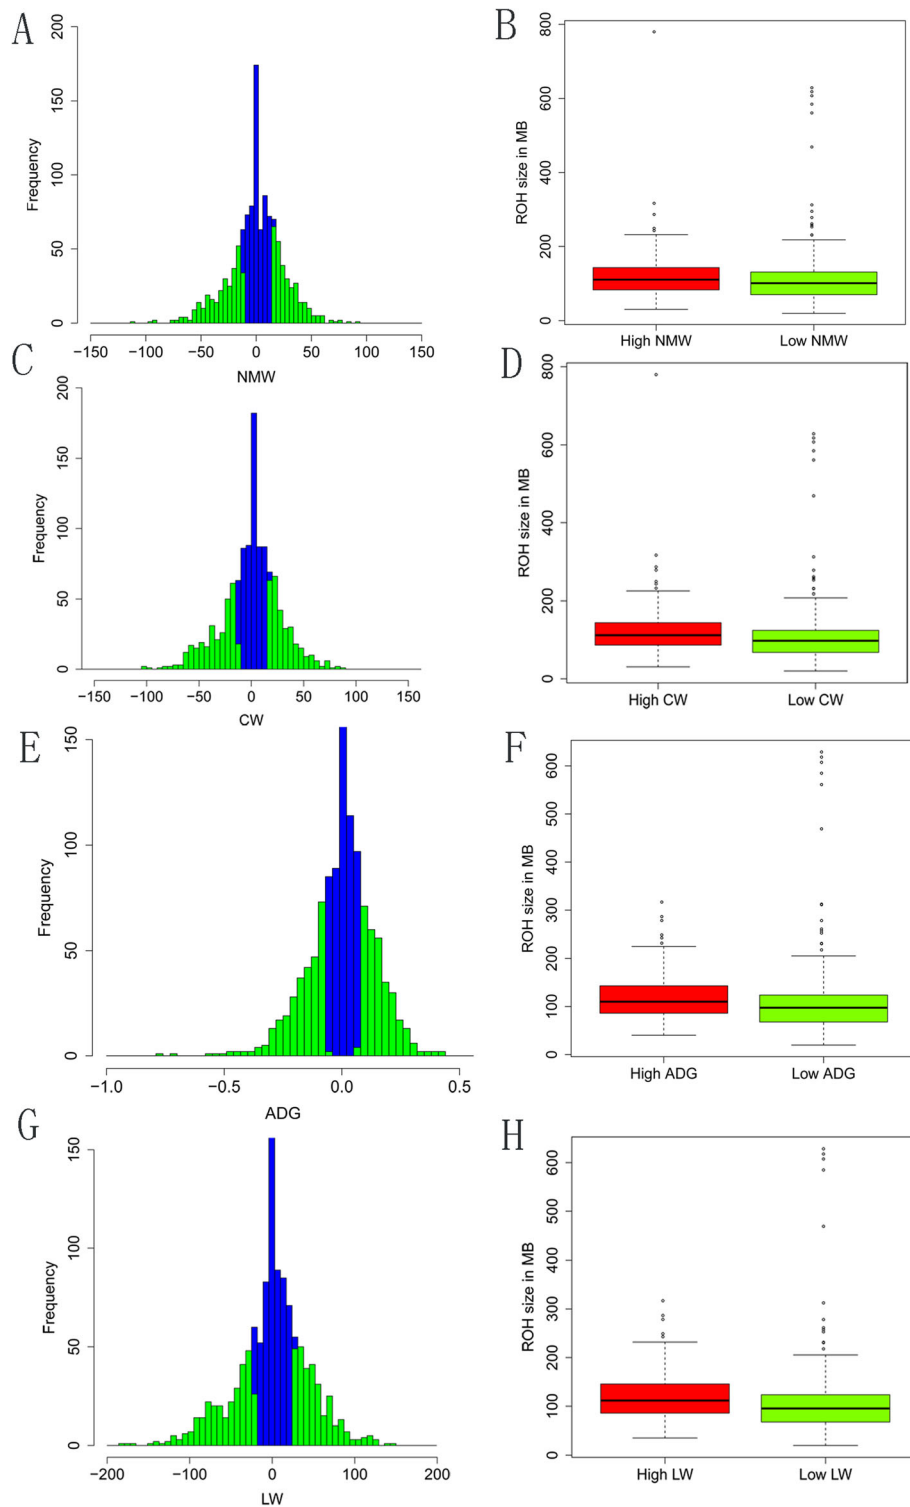 A
Frequency
0
50
100
150
200
−150
−100
−50
0
50
100
150
NMW
B
ROH size in MB
0
200
400
600
800
High NMW
Low NMW
C
Frequency
0
50
100
150
200
−150
−100
−50
0
50
100
150
CW
D
ROH size in MB
0
200
400
600
800
High CW
Low CW
E
Frequency
0
50
100
150
−1.0
−0.5
0.0
0.5
ADG
F
ROH size in MB
0
100
200
300
400
500
600
High ADG
Low ADG
G
Frequency
0
50
100
150
−200
−100
0
100
200
LW
H
ROH size in MB
0
100
200
300
400
500
600
High LW
Low LW